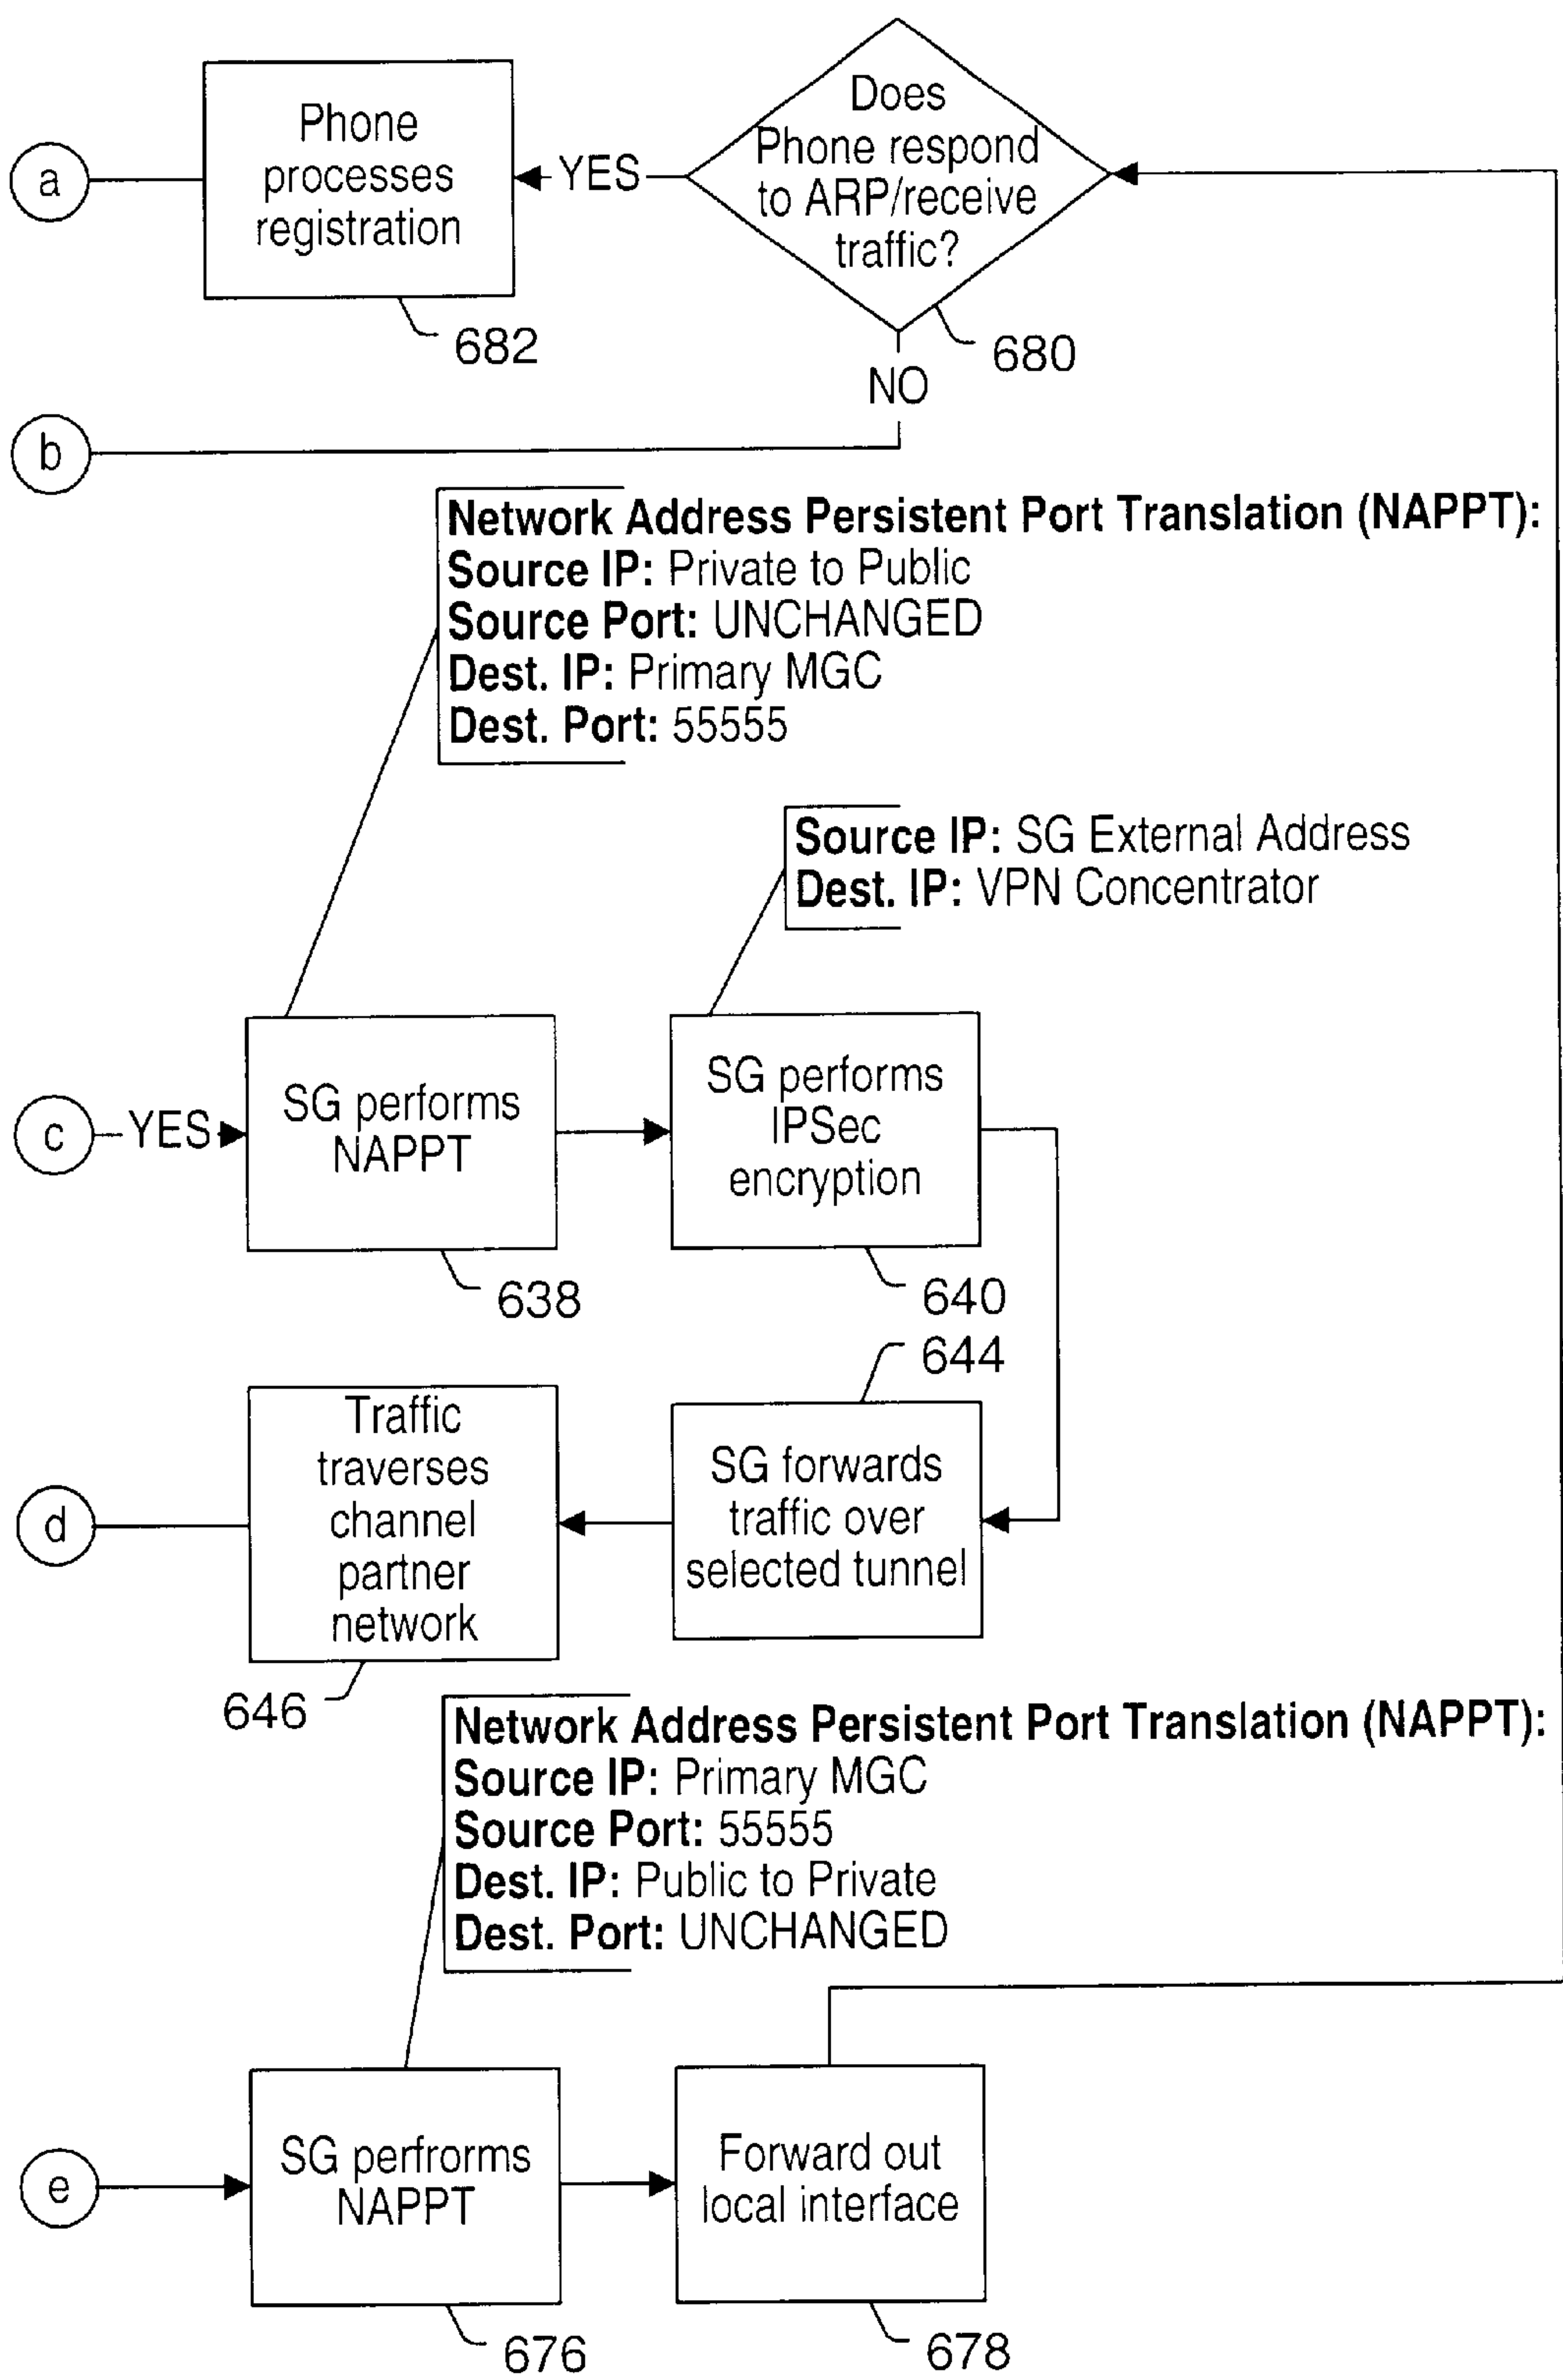 a
Phone
processes
registration
682
YES
Does
Phone respond
to ARP/receive
traffic?
680
NO
b
Network Address Persistent Port Translation (NAPPT):
Source IP: Private to Public
Source Port: UNCHANGED
Dest. IP: Primary MGC
Dest. Port: 55555
Source IP: SG External Address
Dest. IP: VPN Concentrator
c
YES
SG performs
NAPPT
638
SG performs
IPSec
encryption
640
644
d
Traffic
traverses
channel
partner
network
646
SG forwards
traffic over
selected tunnel
Network Address Persistent Port Translation (NAPPT):
Source IP: Primary MGC
Source Port: 55555
Dest. IP: Public to Private
Dest. Port: UNCHANGED
e
SG perfrorms
NAPPT
676
Forward out
local interface
678